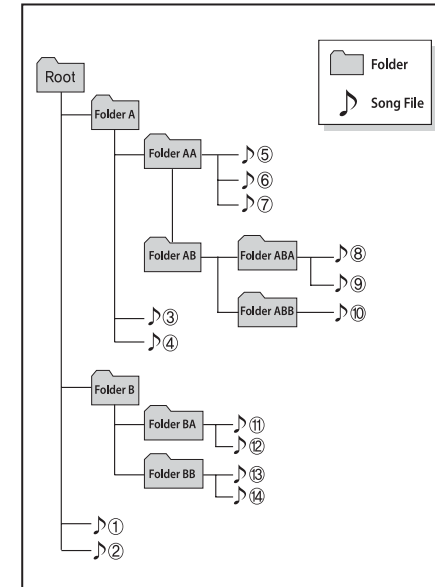 Folder
Song File
Root
Folder A
Folder AA
⑤
⑥
⑦
Folder AB
Folder ABA
⑧
⑨
Folder ABB
⑩
③
④
Folder B
Folder BA
⑪
⑫
Folder BB
⑬
⑭
①
②